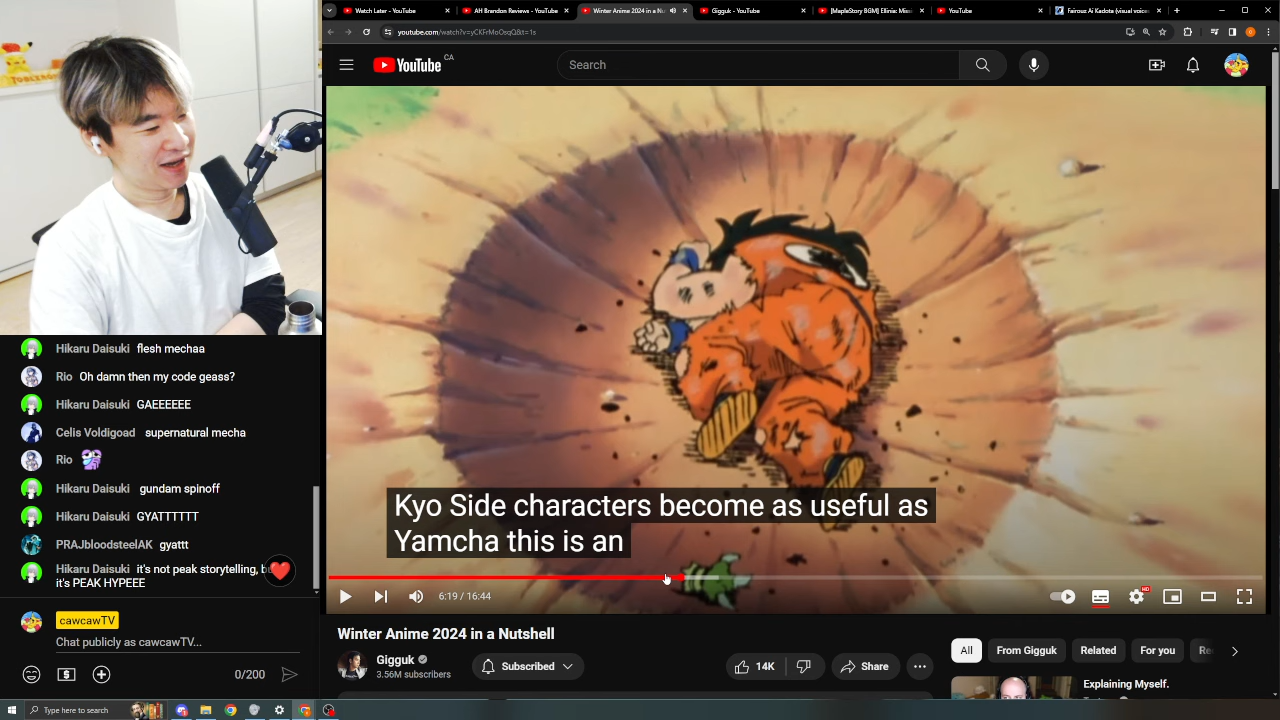 Watch Later - YouTube
AH Brandon Reviews - YouTube
Winter Anime 2024 in a Nu
Gigguk - YouTube
[MapleStory BGM] Ellinia: Miss
YouTube
Fairouz Ai Kadota (visual voice
youtube.com/watch?v=yCKFrMoOsqQ&t=1s
YouTube CA
Search
Hikaru Daisuki flesh mechaa
Rio Oh damn then my code geass?
Hikaru Daisuki GAEEEEEE
Celis Voldigoad supernatural mecha
Rio
Hikaru Daisuki gundam spinoff
Hikaru Daisuki GYATTTTTT
PRAJbloodsteelAK gyattt
Hikaru Daisuki it's not peak storytelling, b
it's PEAK HYPEEE
cawcawTV
Chat publicly as cawcawTV...
0/200
Kyo Side characters become as useful as
Yamcha this is an
6:19 / 16:44
HD
Winter Anime 2024 in a Nutshell
Gigguk
3.56M subscribers
Subscribed
14K
Share
All
From Gigguk
Related
For you
Re
Explaining Myself.
Type here to search